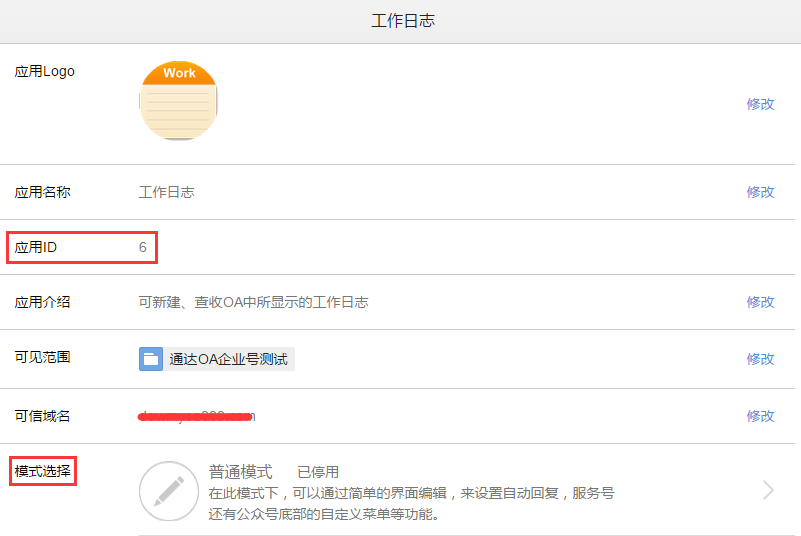 工作日志
应用Logo
Work
修改
应用名称 工作日志 修改
应用ID 6
应用介绍 可新建、查收OA中所显示的工作日志 修改
可见范围 通达OA企业号测试 修改
可信域名 修改
模式选择
普通模式 已停用
在此模式下，可以通过简单的界面编辑，来设置自动回复，服务号
还有公众号底部的自定义菜单等功能。